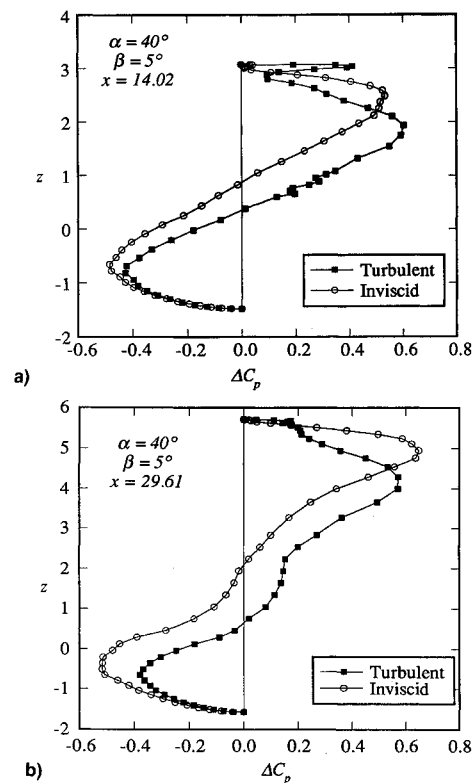 α = 40°
β = 5°
x = 14.02
4
3
2
z
1
0
-1
-2
Turbulent
Inviscid
-0.6 -0.4 -0.2 0.0 0.2 0.4 0.6 0.8
a)
ΔCp
6
5
4
3
2
z
1
0
-1
-2
α = 40°
β = 5°
x = 29.61
Turbulent
Inviscid
-0.6 -0.4 -0.2 0.0 0.2 0.4 0.6 0.8
b)
ΔCp